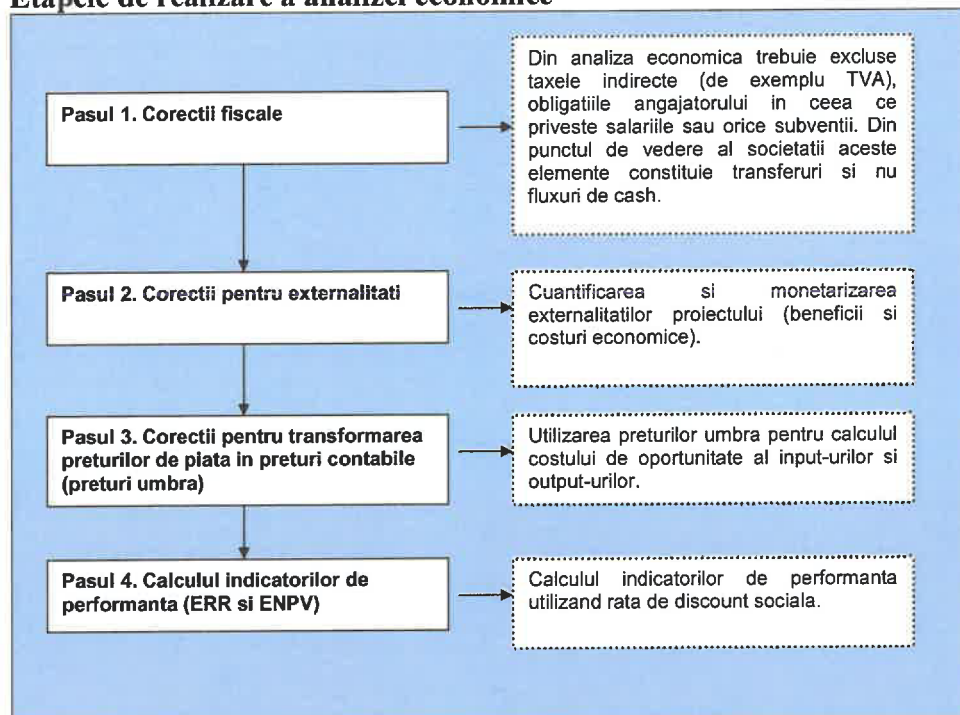 Etapele de realizare a analizei economice
Pasul 1. Corectii fiscale
Din analiza economica trebuie excluse
taxele indirecte (de exemplu TVA),
obligatiile angajatorului in ceea ce
priveste salariile sau orice subventii. Din
punctul de vedere al societatii aceste
elemente constituie transferuri si nu
fluxuri de cash.
Pasul 2. Corectii pentru externalitati
Cuantificarea si monetarizarea
externalitatilor proiectului (beneficii si
costuri economice).
Pasul 3. Corectii pentru transformarea
preturilor de piata in preturi contabile
(preturi umbra)
Utilizarea preturilor umbra pentru calculul
costului de oportunitate al input-urilor si
output-urilor.
Pasul 4. Calculul indicatorilor de
performanta (ERR si ENPV)
Calculul indicatorilor de performanta
utilizand rata de discount sociala.